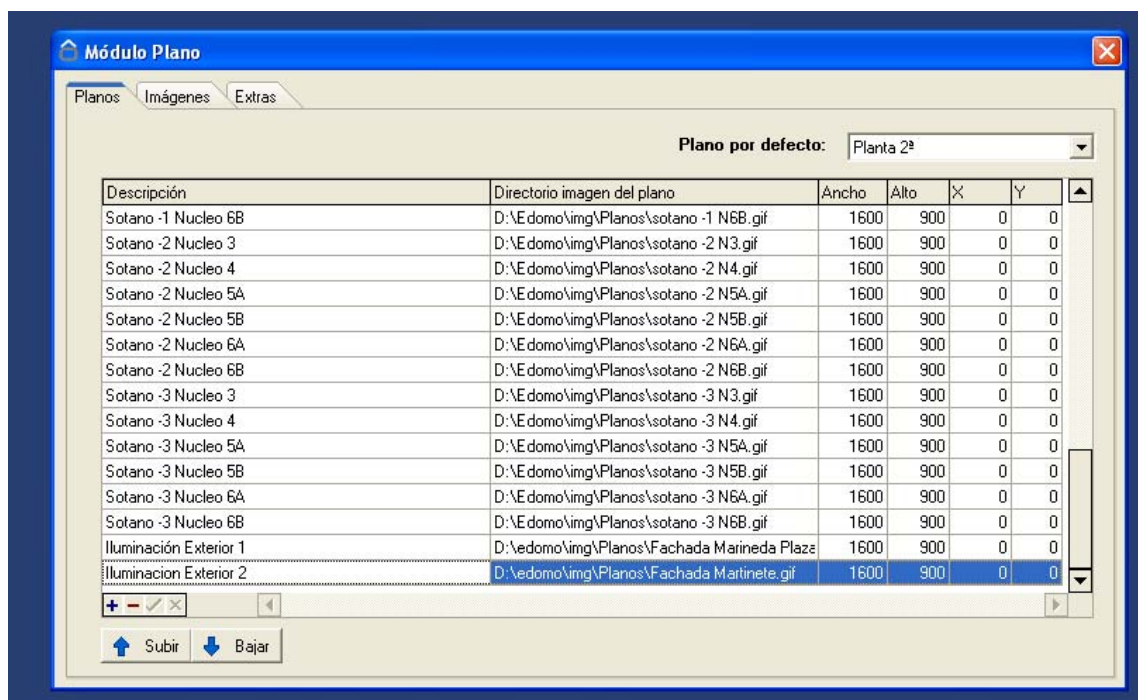 Módulo Plano
Planos Imágenes Extras
Plano por defecto: Planta 2ª
Descripción Directorio imagen del plano Ancho Alto X Y
Sotano -1 Nucleo 6B D:\Edomo\img\Planos\sotano -1 N6B.gif 1600 900 0 0
Sotano -2 Nucleo 3 D:\Edomo\img\Planos\sotano -2 N3.gif 1600 900 0 0
Sotano -2 Nucleo 4 D:\Edomo\img\Planos\sotano -2 N4.gif 1600 900 0 0
Sotano -2 Nucleo 5A D:\Edomo\img\Planos\sotano -2 N5A.gif 1600 900 0 0
Sotano -2 Nucleo 5B D:\Edomo\img\Planos\sotano -2 N5B.gif 1600 900 0 0
Sotano -2 Nucleo 6A D:\Edomo\img\Planos\sotano -2 N6A.gif 1600 900 0 0
Sotano -2 Nucleo 6B D:\Edomo\img\Planos\sotano -2 N6B.gif 1600 900 0 0
Sotano -3 Nucleo 3 D:\Edomo\img\Planos\sotano -3 N3.gif 1600 900 0 0
Sotano -3 Nucleo 4 D:\Edomo\img\Planos\sotano -3 N4.gif 1600 900 0 0
Sotano -3 Nucleo 5A D:\Edomo\img\Planos\sotano -3 N5A.gif 1600 900 0 0
Sotano -3 Nucleo 5B D:\Edomo\img\Planos\sotano -3 N5B.gif 1600 900 0 0
Sotano -3 Nucleo 6A D:\Edomo\img\Planos\sotano -3 N6A.gif 1600 900 0 0
Sotano -3 Nucleo 6B D:\Edomo\img\Planos\sotano -3 N6B.gif 1600 900 0 0
Iluminación Exterior 1 D:\edomo\img\Planos\Fachada Marineda Plaza 1600 900 0 0
Iluminacion Exterior 2 D:\edomo\img\Planos\Fachada Martinete.gif 1600 900 0 0
Subir Bajar